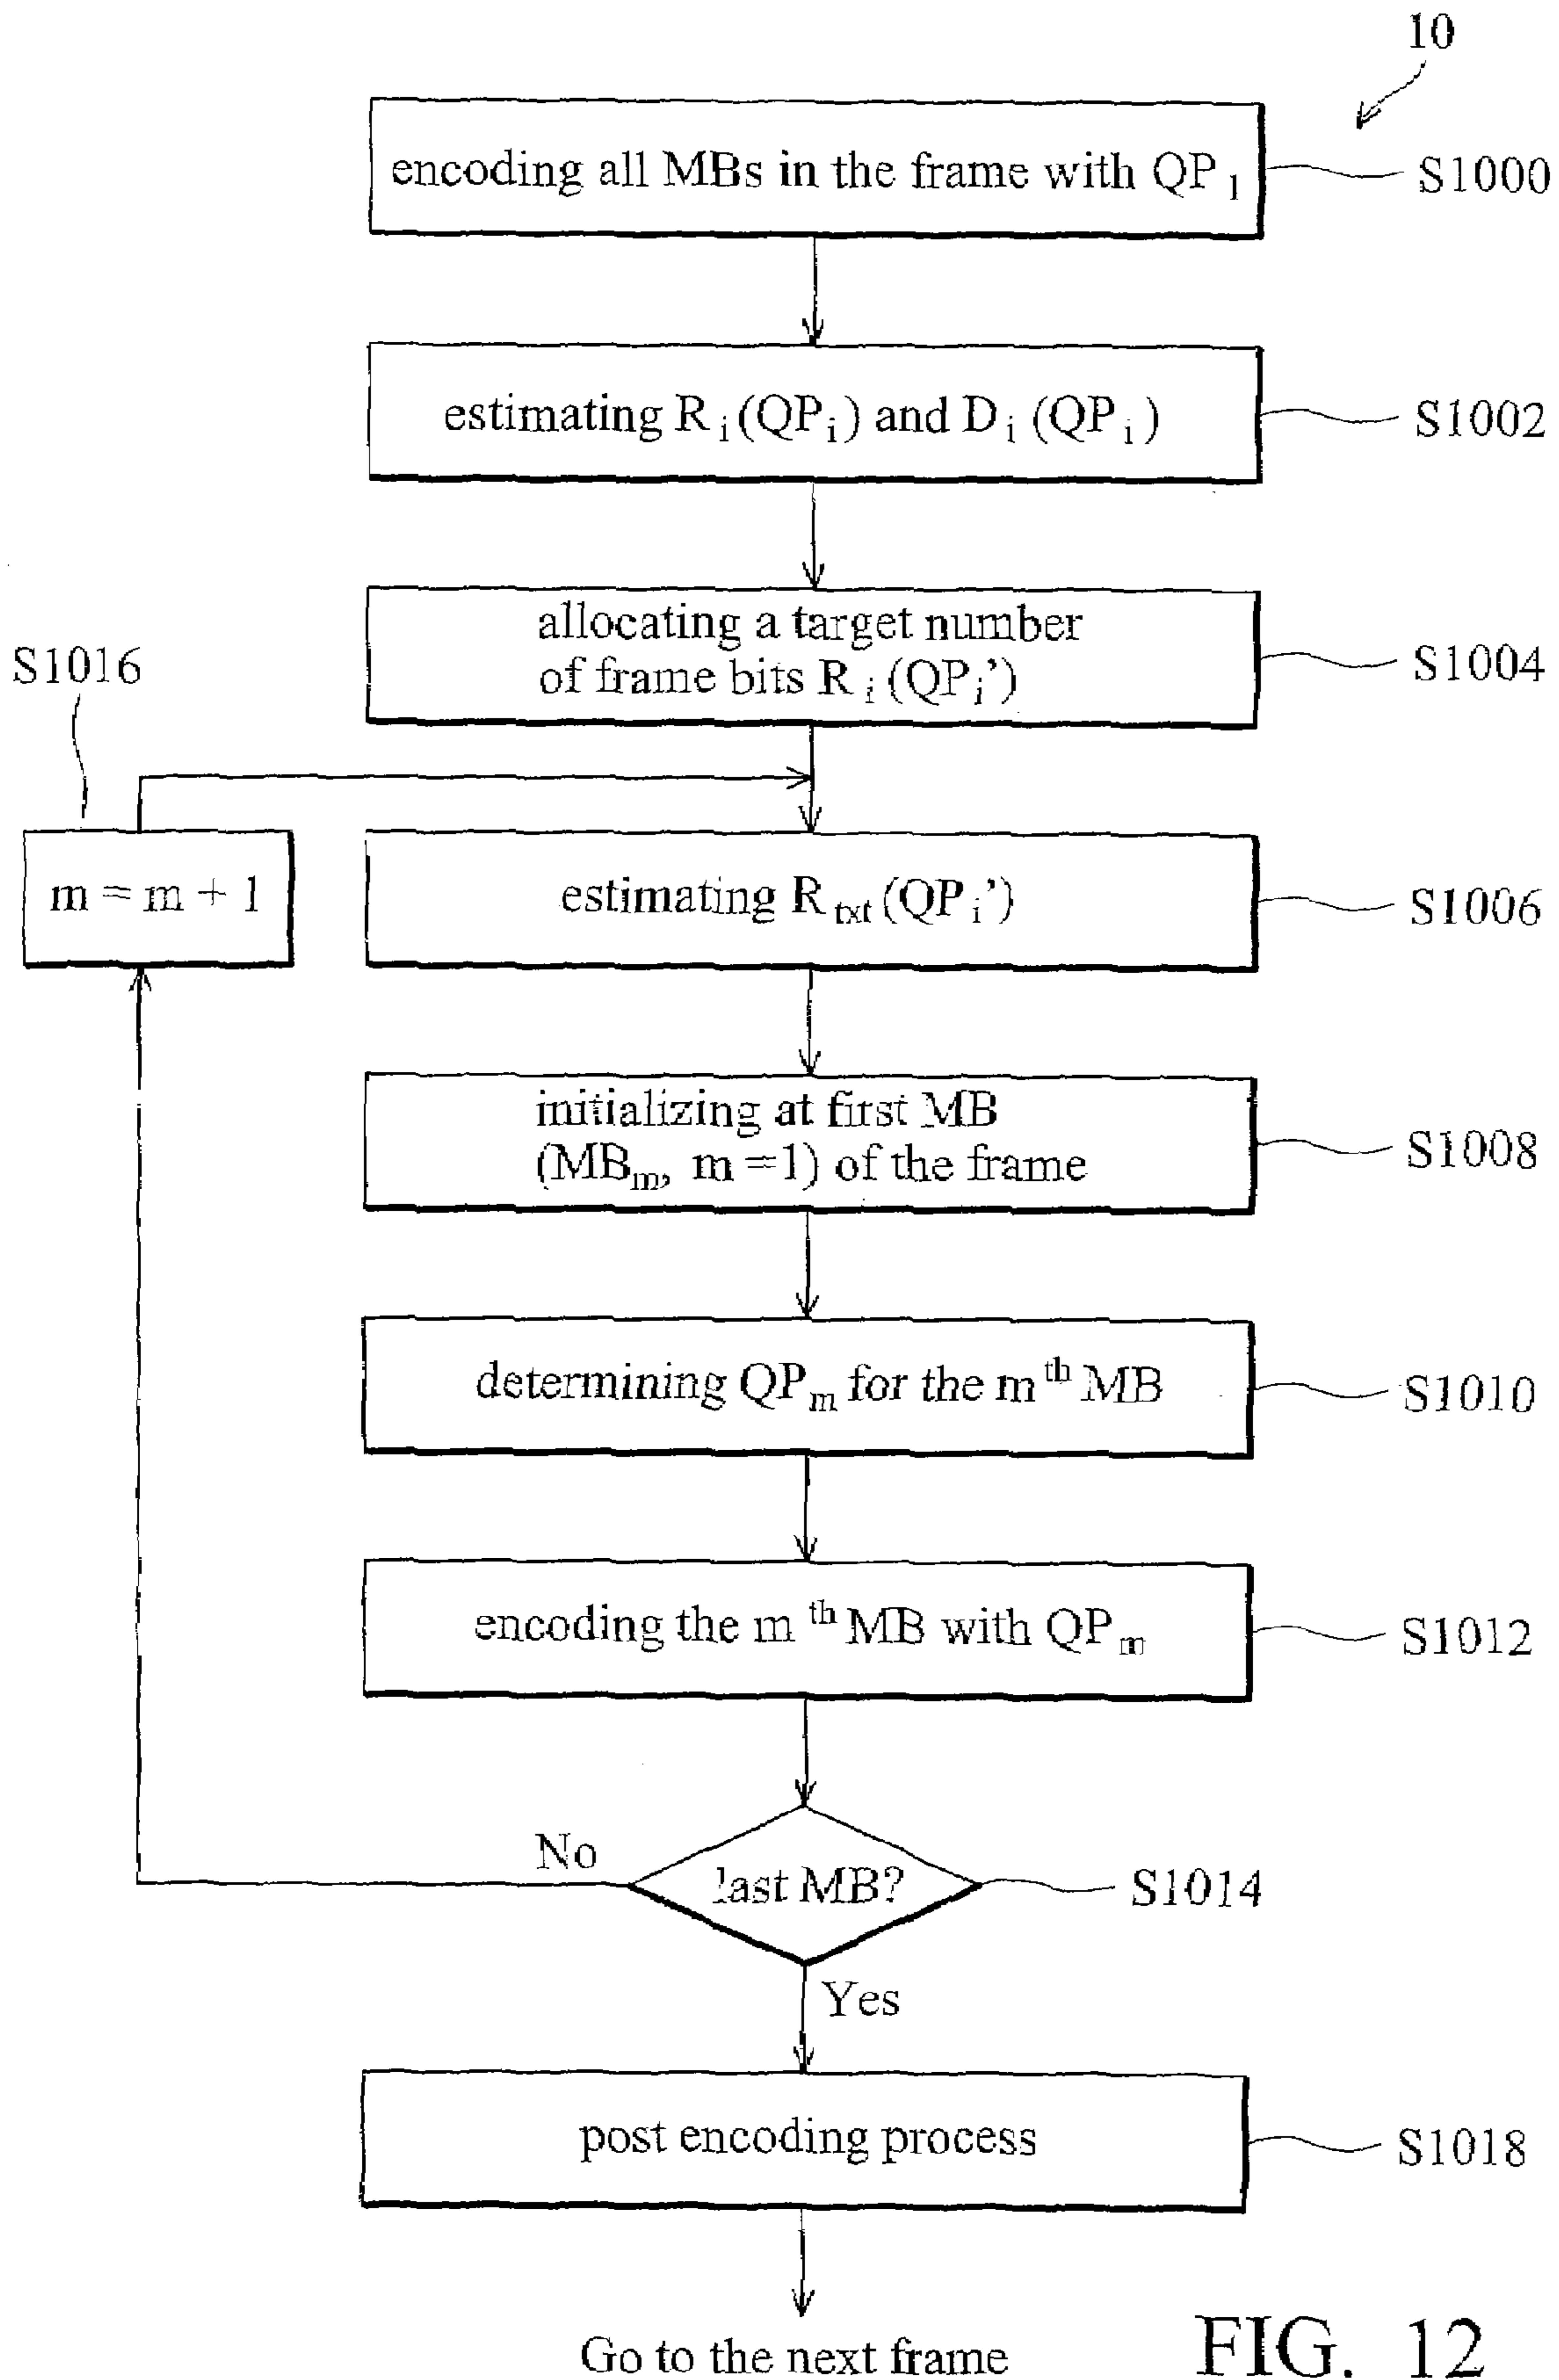 10
encoding all MBs in the frame with QP₁
S1000
estimating Rᵢ(QPᵢ) and Dᵢ(QPᵢ)
S1002
allocating a target number
of frame bits Rᵢ(QPᵢ’)
S1004
S1016
m = m + 1
estimating Rtxt(QPᵢ’)
S1006
initializing at first MB
(MBₘ, m =1) of the frame
S1008
determining QPₘ for the mᵗʰ MB
S1010
encoding the mᵗʰ MB with QPₘ
S1012
No
last MB?
S1014
Yes
post encoding process
S1018
Go to the next frame
FIG. 12